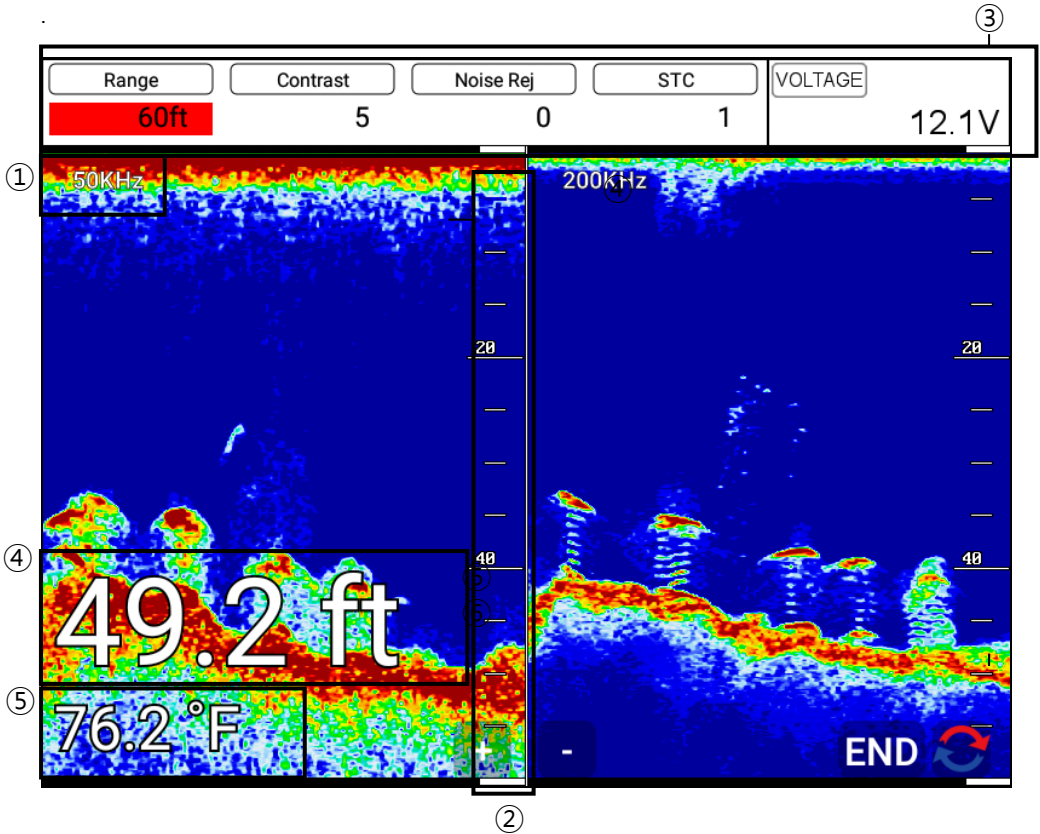 ③
.
Range Contrast Noise Rej STC VOLTAGE
60ft 5 0 1 12.1V
① 50KHz 200KHz
20 20
④ 40 40
49.2 ft
⑤ 76.2 °F
+ - END
②